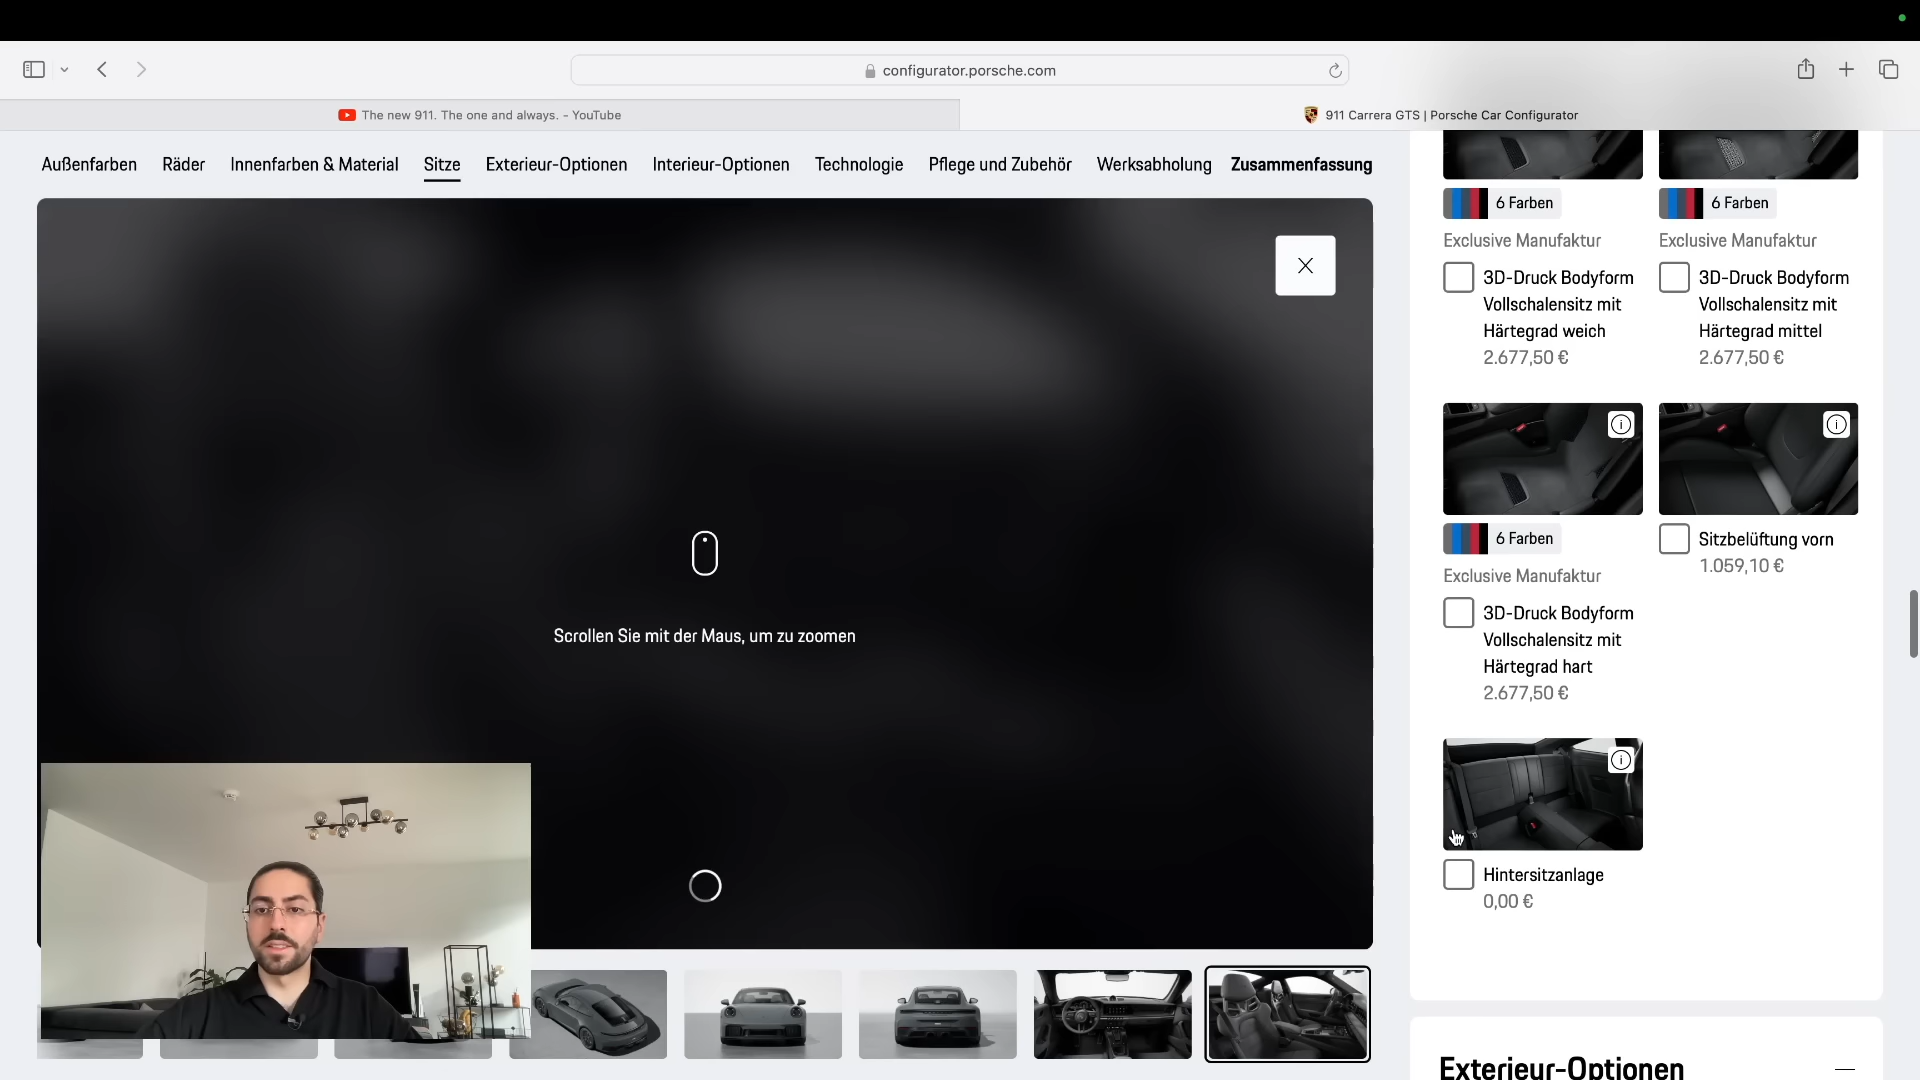 configurator.porsche.com
The new 911. The one and always. - YouTube
911 Carrera GTS | Porsche Car Configurator
Außenfarben
Räder
Innenfarben & Material
Sitze
Exterieur-Optionen
Interieur-Optionen
Technologie
Pflege und Zubehör
Werksabholung
Zusammenfassung
Scrollen Sie mit der Maus, um zu zoomen
6 Farben
Exclusive Manufaktur
3D-Druck Bodyform
Vollschalensitz mit
Härtegrad weich
2.677,50 €
6 Farben
Exclusive Manufaktur
3D-Druck Bodyform
Vollschalensitz mit
Härtegrad mittel
2.677,50 €
6 Farben
Exclusive Manufaktur
3D-Druck Bodyform
Vollschalensitz mit
Härtegrad hart
2.677,50 €
Sitzbelüftung vorn
1.059,10 €
Hintersitzanlage
0,00 €
Exterieur-Optionen